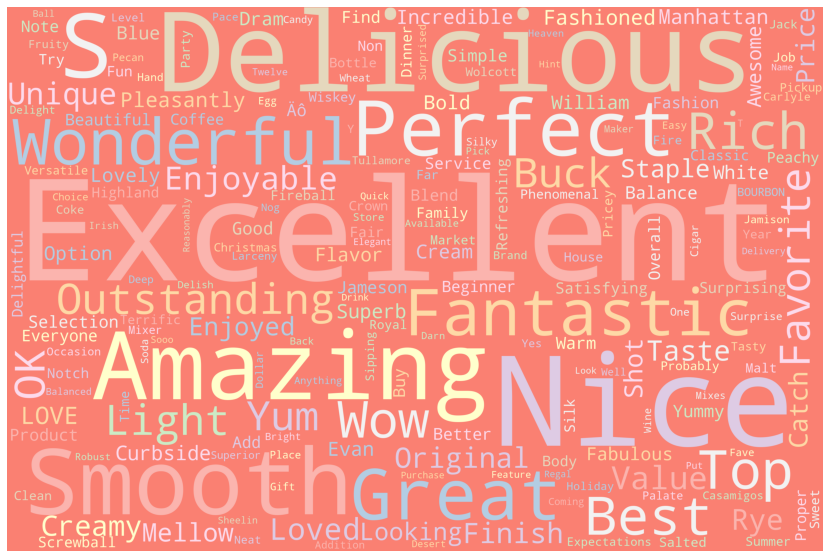 Ball Level Pace Candy Note Dram Find Incredible Fashioned Manhattan Jack
Fruity Pecan Blue Party S Delicious Non Dinner Surprised Heaven Price
Try Fun Hand Twelve Bottle Simple Wolcott Hint Awesome Job Name
Unique Pleasantly Egg Wiskey Wheat Bold William Fashion Pickup Carlyle
Delight Beautiful Coffee Äô Y Maker Fire Easy T
Wonderful Perfect Silky Pick Classic Rich Peachy
Versatile Lovely Enjoyable Tullamore Service Buck Staple White
Choice Highland Fireball Quick Far Phenomenal Balance BOURBON
Coke Crown Blend Refreshing Pricey Favorite
Irish Nog Good Store Available Family Jamison
Excellent
Reasonably Christmas Fair Elegant Market Overall Cigar Year
Delightful Option Deep Larceny Flavor Cream Brand House Delivery
Delish Jameson Beginner Satisfying Surprising
Outstanding Drink Superb Fantastic One Surprise
Selection Terrific Enjoyed Royal
Everyone Mixer Sooo Back Darn Yes Warm Taste Tasty
OK Occasion Soda Sipping Look Well Probably Malt
Notch Amazing Dollar Anything Buy Nice Silk Shot Mixes
Balanced Time Wine Yummy Catch
LOVE Light Yum Wow Better
Product Curbside Add Bright Evan Original Body Fabulous
Robust Superior Place Feature Value Top Put
Clean Smooth Gift Great Purchase Regal Holiday Best Palate Casamigos Proper Sweet
Creamy Sheelin Coming Rye
Screwball Mellow Neat Loved Looking Finish Expectations Salted Summer
Addition Desert Fave